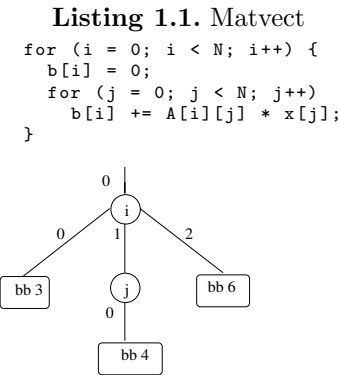 Listing 1.1. Matvect
for (i = 0; i < N; i++) {
  b[i] = 0;
  for (j = 0; j < N; j++)
    b[i] += A[i][j] * x[j];
}
0
i
0 1 2
bb 3 j bb 6
0
bb 4